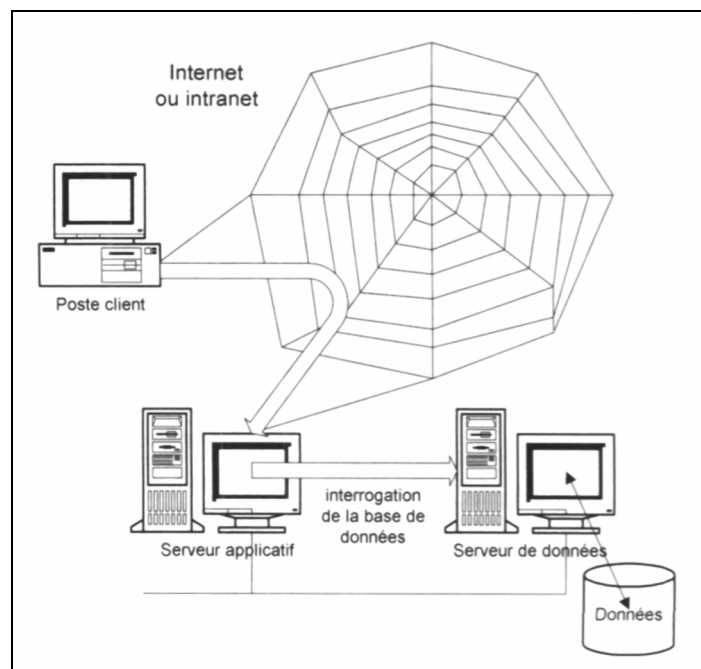 Internet
ou intranet
Poste client
interrogation
de la base de
données
Serveur applicatif
Serveur de données
Données